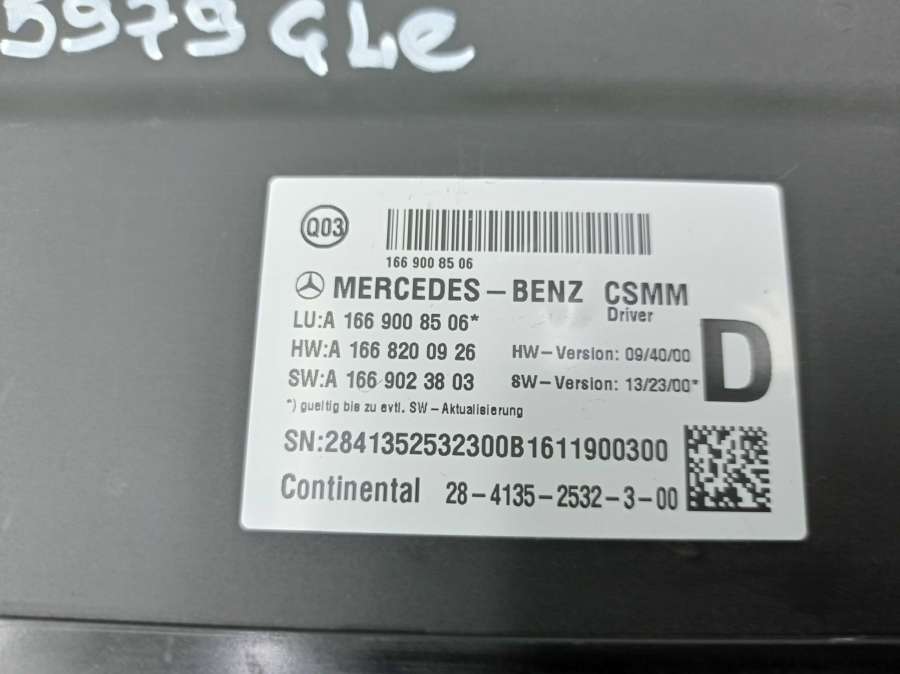 5979 GLe
Q03
166 900 85 06
MERCEDES-BENZ CSMM
Driver
LU:A 166 900 85 06*
HW:A 166 820 09 26 HW-Version: 09/40/00
SW:A 166 902 38 03 SW-Version: 13/23/00*
D
*) gueltig bis zu evtl. SW-Aktualisierung
SN:2841352532300B1611900300
Continental 28-4135-2532-3-00